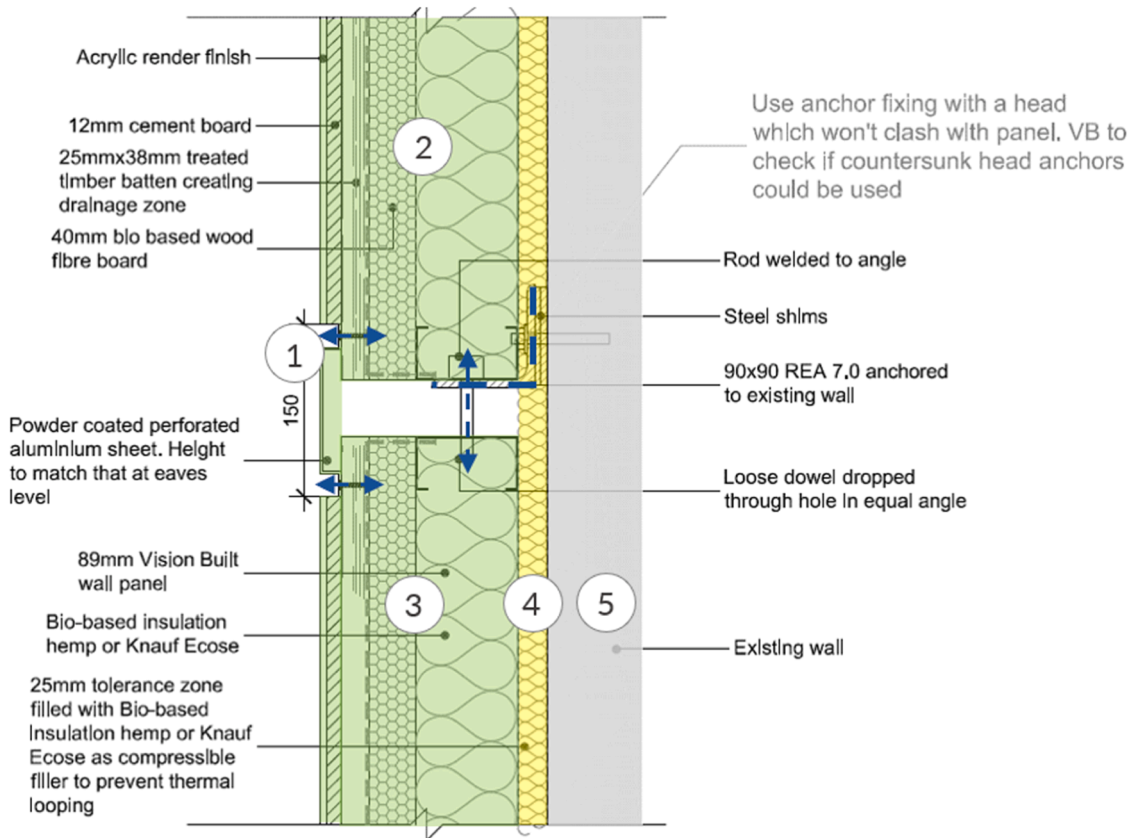 Acrylic render finish
12mm cement board
25mmx38mm treated
timber batten creating
drainage zone
40mm bio based wood
fibre board
1
150
Powder coated perforated
aluminium sheet. Height
to match that at eaves
level
89mm Vision Built
wall panel
Bio-based insulation
hemp or Knauf Ecose
25mm tolerance zone
filled with Bio-based
insulation hemp or Knauf
Ecose as compressible
filler to prevent thermal
looping
2
3
4
5
Use anchor fixing with a head
which won't clash with panel. VB to
check if countersunk head anchors
could be used
Rod welded to angle
Steel shims
90x90 REA 7.0 anchored
to existing wall
Loose dowel dropped
through hole in equal angle
Existing wall